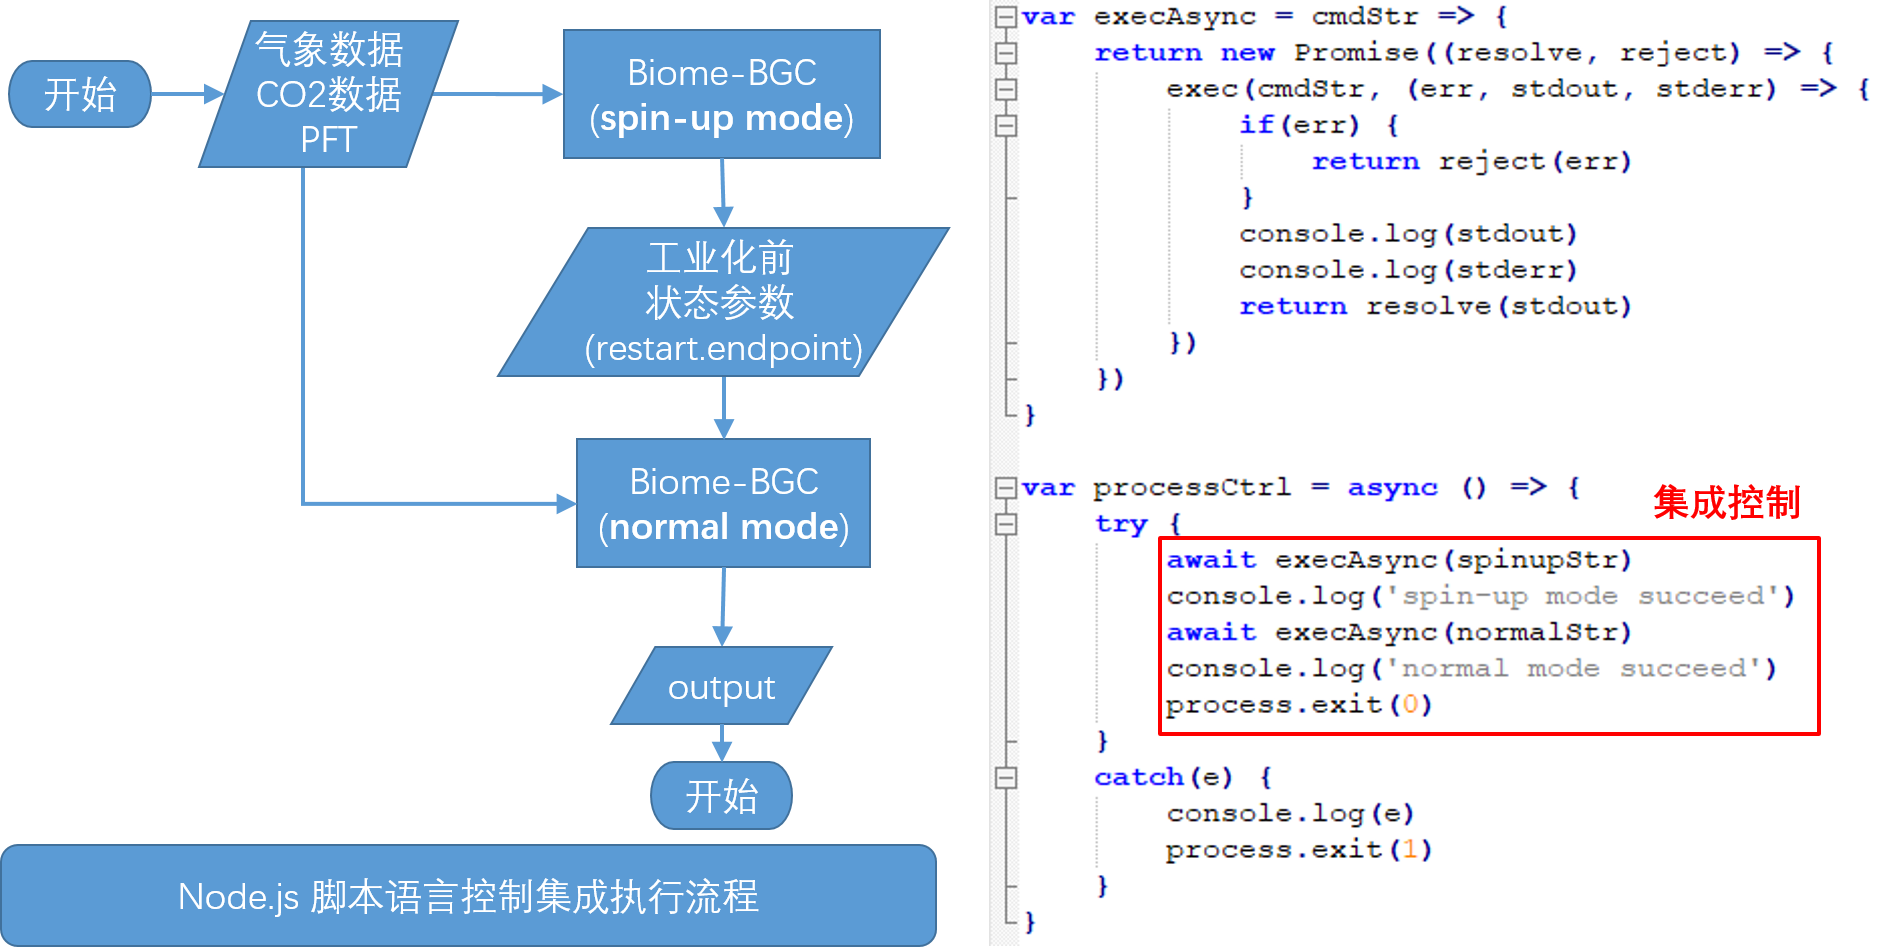 开始
气象数据
CO2数据
PFT
Biome-BGC
(spin-up mode)
工业化前
状态参数
(restart.endpoint)
Biome-BGC
(normal mode)
output
开始
Node.js 脚本语言控制集成执行流程
var execAsync = cmdStr => {
return new Promise((resolve, reject) => {
exec(cmdStr, (err, stdout, stderr) => {
if(err) {
return reject(err)
}
console.log(stdout)
console.log(stderr)
return resolve(stdout)
})
})
}
var processCtrl = async () => {
集成控制
try {
await execAsync(spinupStr)
console.log('spin-up mode succeed')
await execAsync(normalStr)
console.log('normal mode succeed')
process.exit(0)
}
catch(e) {
console.log(e)
process.exit(1)
}
}